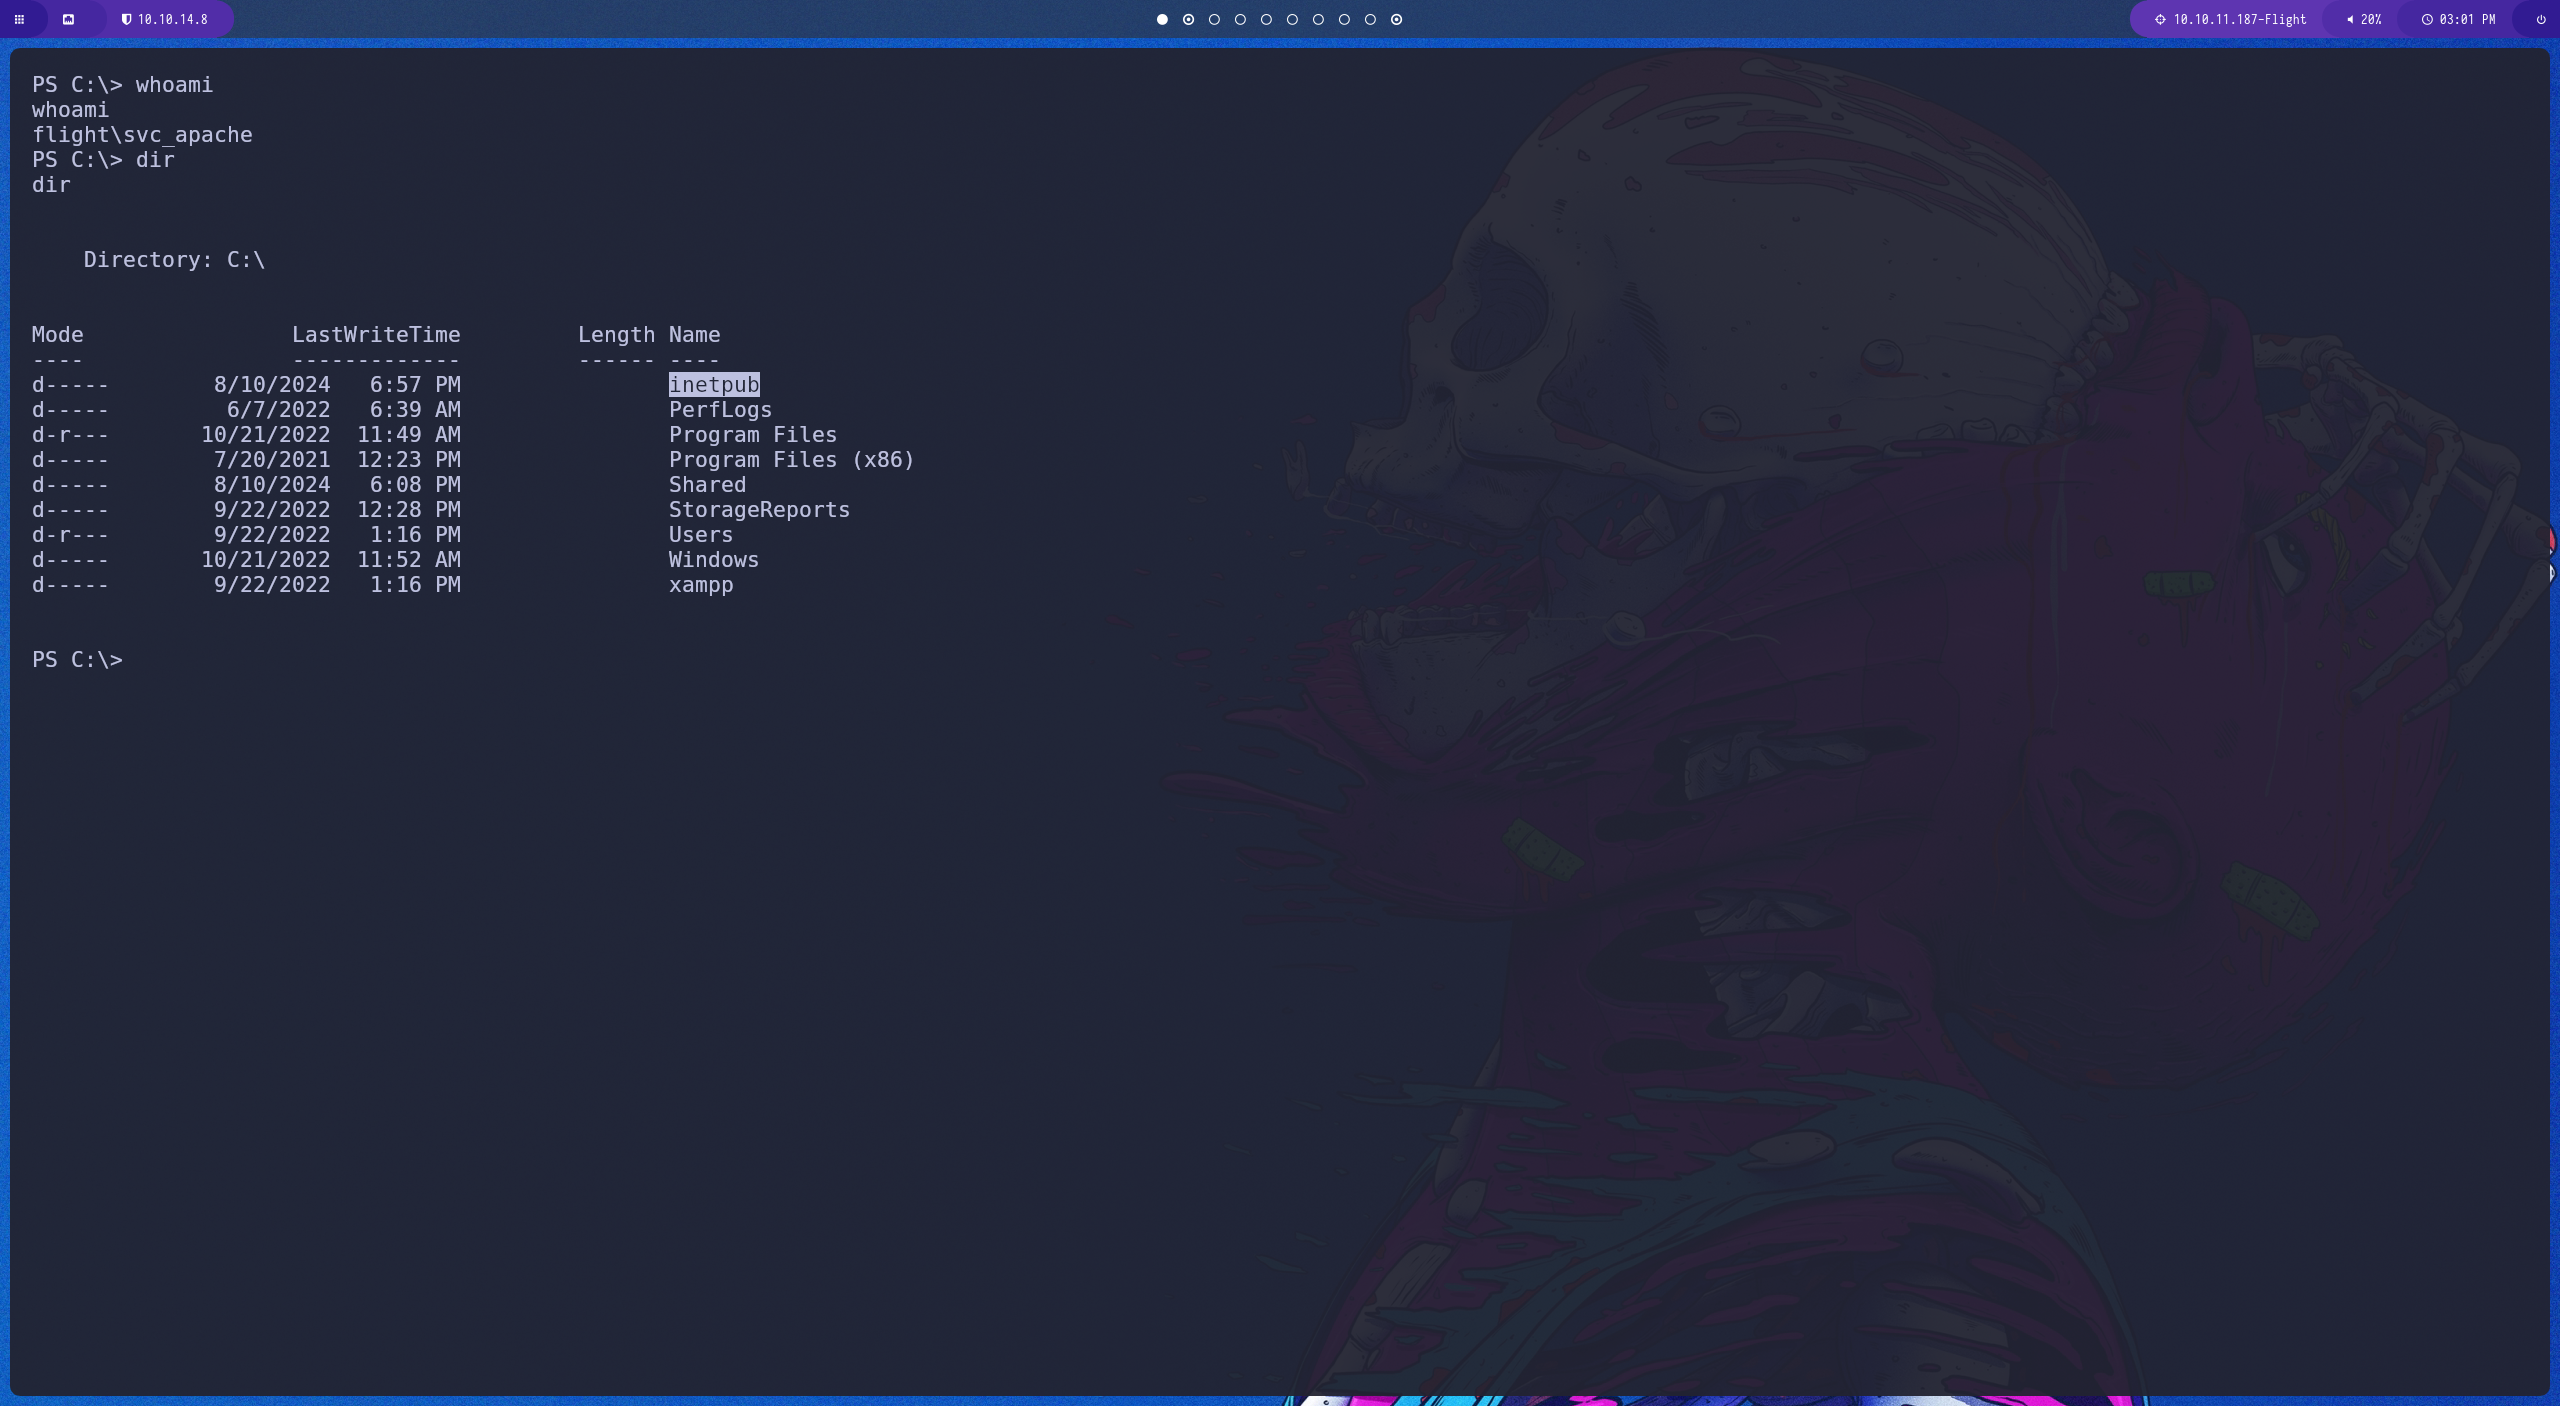 10.10.14.8 10.10.11.187-Flight 20% 03:01 PM
PS C:\> whoami
whoami
flight\svc_apache
PS C:\> dir
dir
    Directory: C:\
Mode                LastWriteTime         Length Name
----                -------------         ------ ----
d-----        8/10/2024   6:57 PM                inetpub
d-----         6/7/2022   6:39 AM                PerfLogs
d-r---       10/21/2022  11:49 AM                Program Files
d-----        7/20/2021  12:23 PM                Program Files (x86)
d-----        8/10/2024   6:08 PM                Shared
d-----        9/22/2022  12:28 PM                StorageReports
d-r---        9/22/2022   1:16 PM                Users
d-----       10/21/2022  11:52 AM                Windows
d-----        9/22/2022   1:16 PM                xampp
PS C:\>